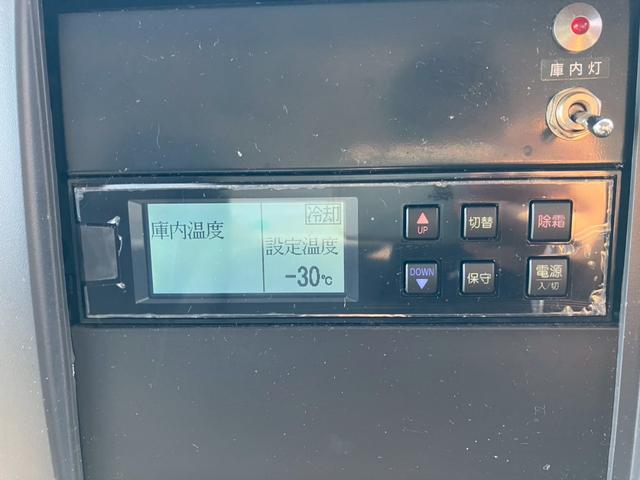 庫内灯
冷却
庫内温度
設定温度
-30℃
UP
切替
除霜
DOWN
保守
電源
入/切